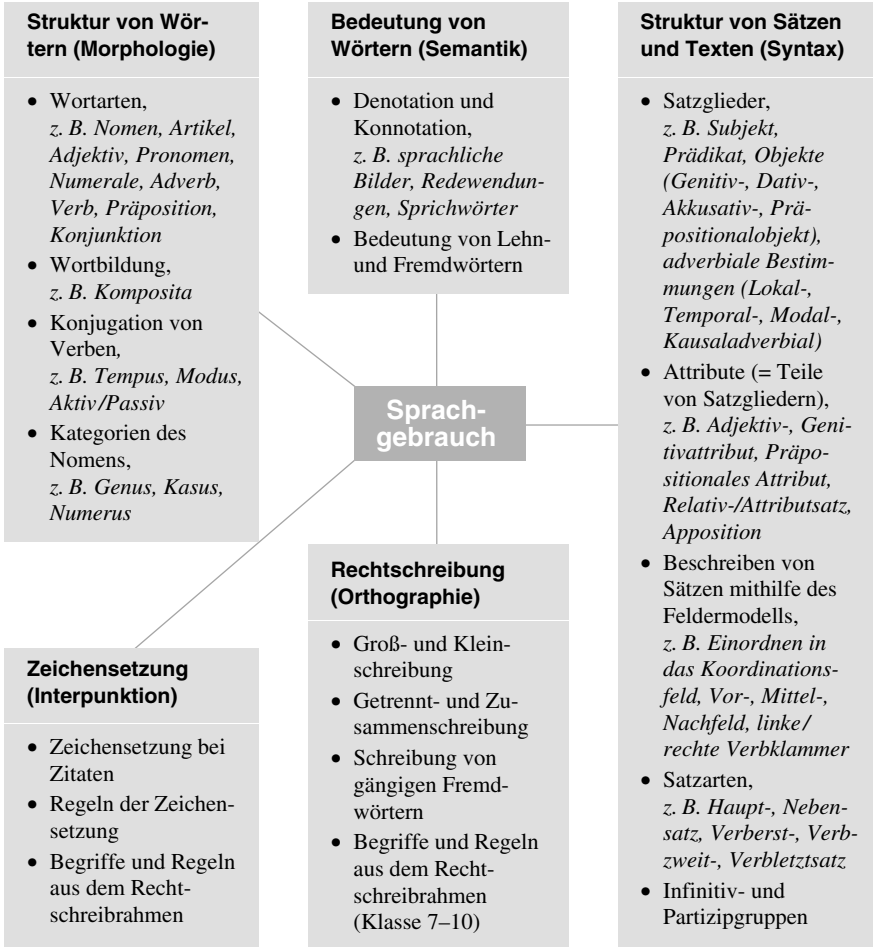 Struktur von Wör-
tern (Morphologie)
• Wortarten,
z. B. Nomen, Artikel,
Adjektiv, Pronomen,
Numerale, Adverb,
Verb, Präposition,
Konjunktion
• Wortbildung,
z. B. Komposita
• Konjugation von
Verben,
z. B. Tempus, Modus,
Aktiv/Passiv
• Kategorien des
Nomens,
z. B. Genus, Kasus,
Numerus
Bedeutung von
Wörtern (Semantik)
• Denotation und
Konnotation,
z. B. sprachliche
Bilder, Redewendun-
gen, Sprichwörter
• Bedeutung von Lehn-
und Fremdwörtern
Struktur von Sätzen
und Texten (Syntax)
• Satzglieder,
z. B. Subjekt,
Prädikat, Objekte
(Genitiv-, Dativ-,
Akkusativ-, Prä-
positionalobjekt),
adverbiale Bestim-
mungen (Lokal-,
Temporal-, Modal-,
Kausaladverbial)
• Attribute (= Teile
von Satzgliedern),
z. B. Adjektiv-, Geni-
tivattribut, Präpo-
sitionales Attribut,
Relativ-/Attributsatz,
Apposition
• Beschreiben von
Sätzen mithilfe des
Feldermodells,
z. B. Einordnen in
das Koordinations-
feld, Vor-, Mittel-,
Nachfeld, linke/
rechte Verbklammer
• Satzarten,
z. B. Haupt-, Neben-
satz, Verberst-, Verb-
zweit-, Verbletztsatz
• Infinitiv- und
Partizipgruppen
Sprach-
gebrauch
Zeichensetzung
(Interpunktion)
• Zeichensetzung bei
Zitaten
• Regeln der Zeichen-
setzung
• Begriffe und Regeln
aus dem Recht-
schreibrahmen
Rechtschreibung
(Orthographie)
• Groß- und Klein-
schreibung
• Getrennt- und Zu-
sammenschreibung
• Schreibung von
gängigen Fremd-
wörtern
• Begriffe und Regeln
aus dem Recht-
schreibrahmen
(Klasse 7–10)